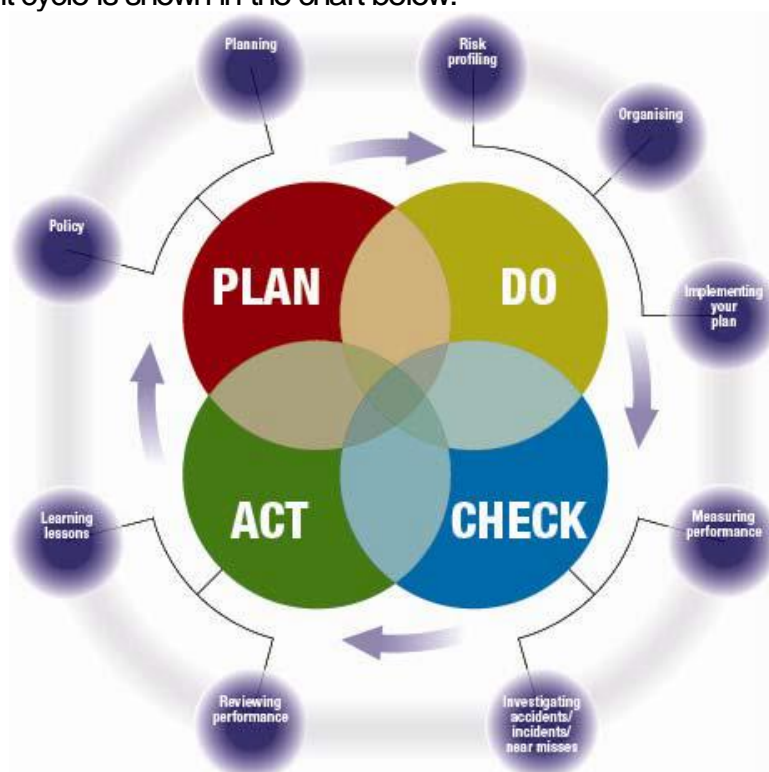 t cycle is shown in the chart below.
Planning
Risk
profiling
Organising
Policy
PLAN
DO
Implementing
your
plan
ACT
CHECK
Learning
lessons
Measuring
performance
Reviewing
performance
Investigating
accidents/
incidents/
near misses